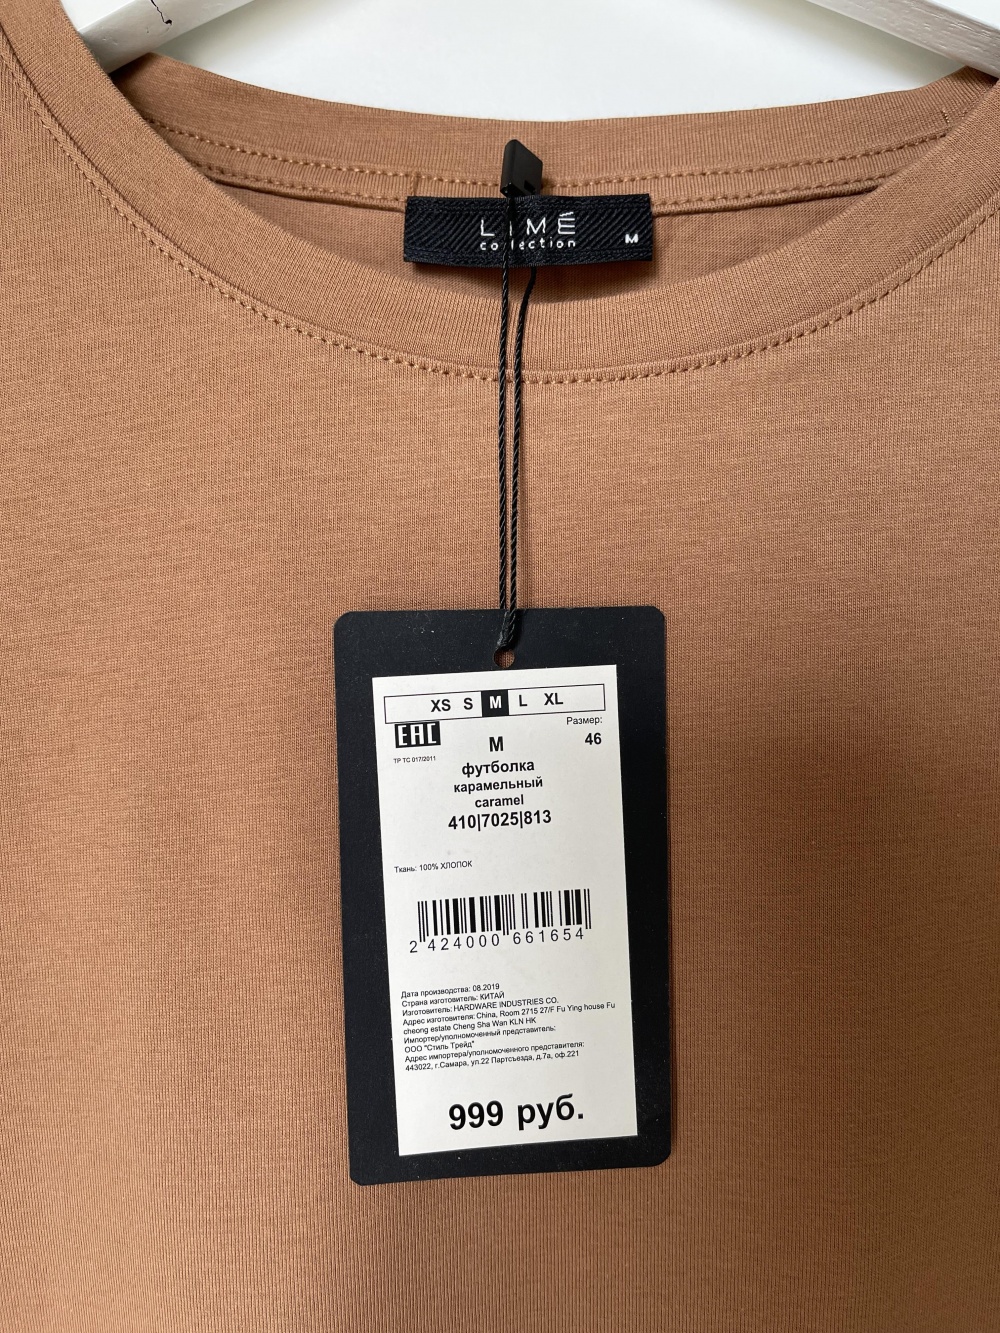 LIMÉ
collection M
XS S M L XL
EAC
Размер:
ТР ТС 017/2011
M
46
футболка
карамельный
caramel
410|7025|813
Ткань: 100% ХЛОПОК
2 424000 661654
Дата производства: 08.2019
Страна изготовитель: КИТАЙ
Изготовитель: HARDWARE INDUSTRIES CO.
Адрес изготовителя: China, Room 2715 27/F Fu Ying house Fu
cheong estate Cheng Sha Wan KLN HK
Импортер/уполномоченный представитель:
ООО "Стиль Трейд"
Адрес импортера/уполномоченного представителя:
443022, г.Самара, ул.22 Партсъезда, д.7а, оф.221
999 руб.